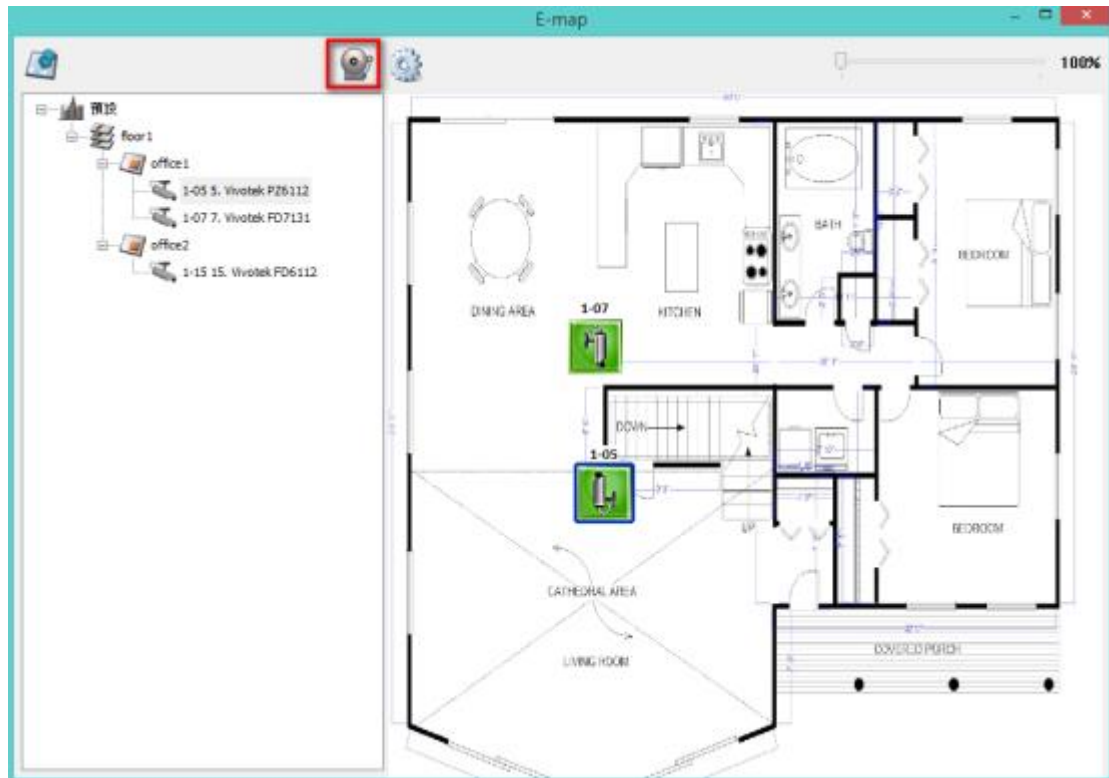 E-map
100%
預設
floor1
office1
1-05 5. Vivotek PZ6112
1-07 7. Vivotek FD7131
office2
1-15 15. Vivotek FD6112
BATH
BEDROOM
DINING AREA
1-07
KITCHEN
DOWN
1-05
UP
BEDROOM
CATHEDRAL AREA
LIVING ROOM
COVERED PORCH